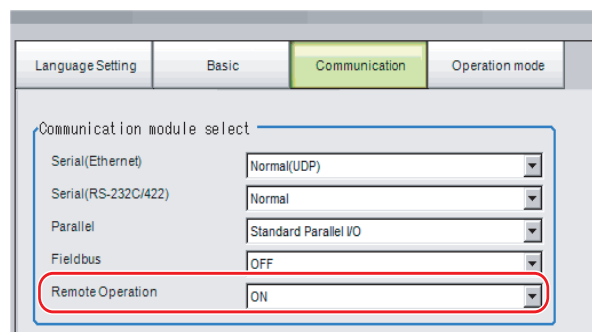 Language Setting Basic Communication Operation mode
Communication module select
Serial(Ethernet) Normal(UDP)
Serial(RS-232C/422) Normal
Parallel Standard Parallel I/O
Fieldbus OFF
Remote Operation ON